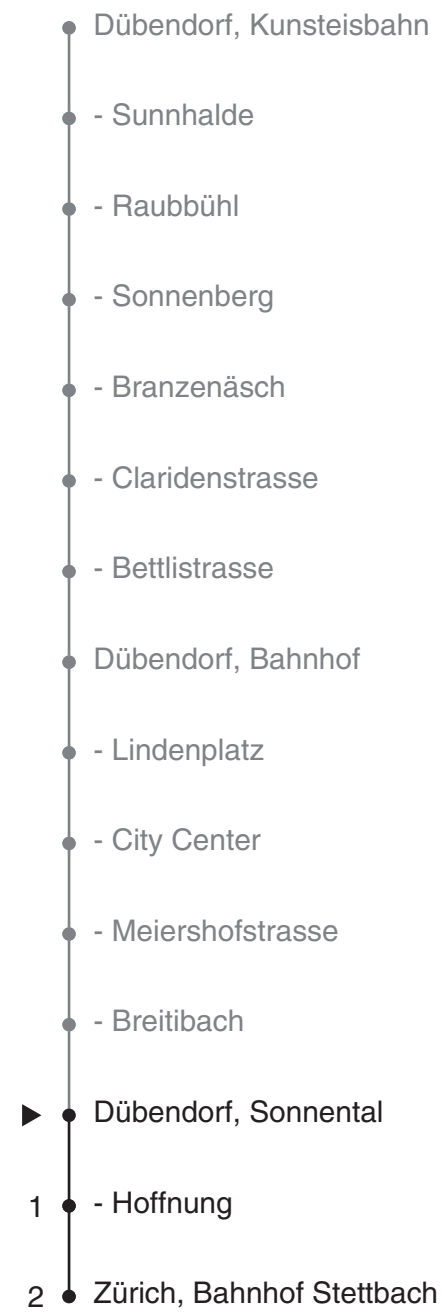 Dübendorf, Kunsteisbahn
- Sunnhalde
- Raubbühl
- Sonnenberg
- Branzenäsch
- Claridenstrasse
- Bettlistrasse
Dübendorf, Bahnhof
- Lindenplatz
- City Center
- Meiershofstrasse
- Breitibach
Dübendorf, Sonnental
1 - Hoffnung
2 Zürich, Bahnhof Stettbach